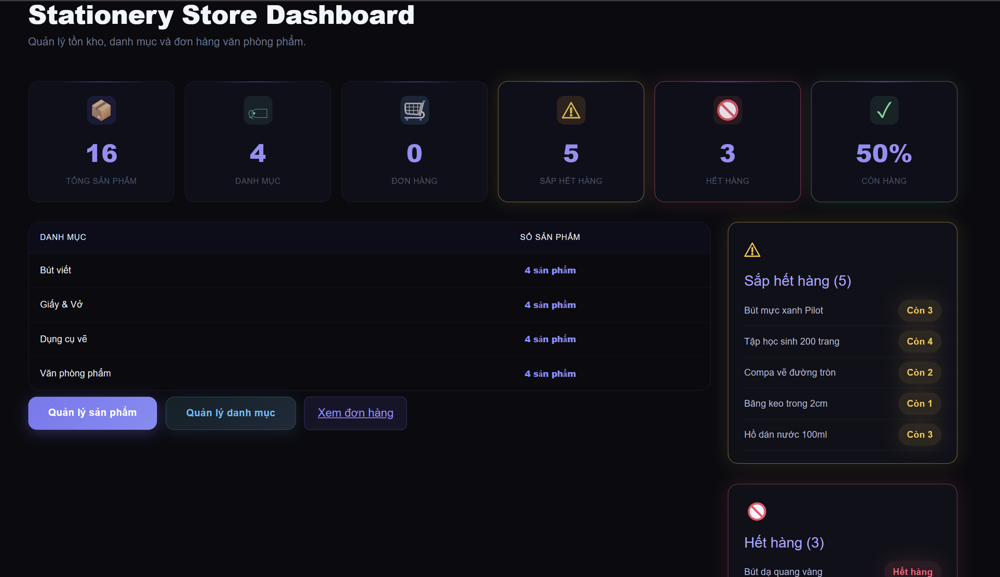 Stationery Store Dashboard
Quản lý tồn kho, danh mục và đơn hàng văn phòng phẩm.
16
TỔNG SẢN PHẨM
4
DANH MỤC
0
ĐƠN HÀNG
5
SẮP HẾT HÀNG
3
HẾT HÀNG
50%
CÒN HÀNG
DANH MỤC SỐ SẢN PHẨM
Bút viết 4 sản phẩm
Giấy & Vở 4 sản phẩm
Dụng cụ vẽ 4 sản phẩm
Văn phòng phẩm 4 sản phẩm
Quản lý sản phẩm
Quản lý danh mục
Xem đơn hàng
Sắp hết hàng (5)
Bút mực xanh Pilot Còn 3
Tập học sinh 200 trang Còn 4
Compa vẽ đường tròn Còn 2
Băng keo trong 2cm Còn 1
Hồ dán nước 100ml Còn 3
Hết hàng (3)
Bút dạ quang vàng Hết hàng